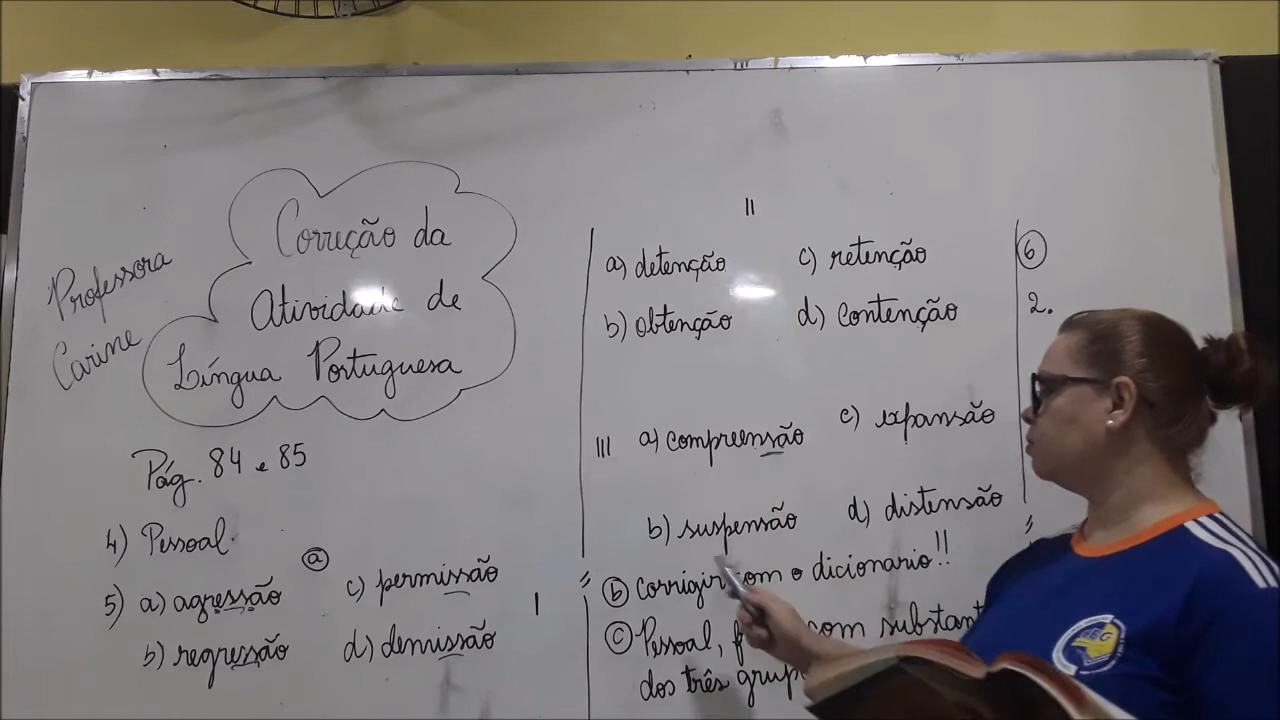 Professora
Carine
Correção da
Atividade de
Língua Portuguesa
Pág. 84 e 85
4) Pessoal.
5) a) agressão
b) regressão
a
c) permissão
d) demissão
I
II
a) detenção
c) retenção
b) obtenção
d) contenção
III
a) compreensão
c) expansão
b) suspensão
d) distensão
b corrigir com o dicionario!!
c Pessoal, com
dos três
6
2.